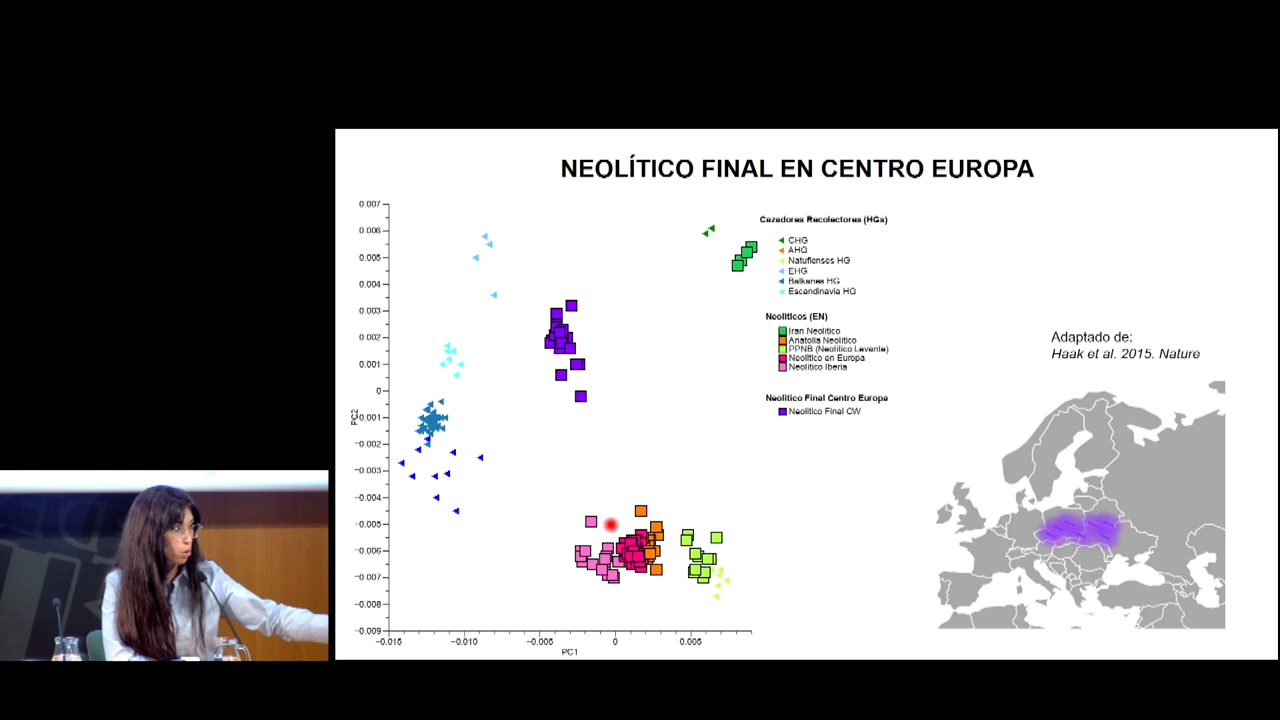 NEOLÍTICO FINAL EN CENTRO EUROPA
0.007
0.006
0.005
0.004
0.003
0.002
0.001
0
−0.001
−0.002
−0.003
−0.004
−0.005
−0.006
−0.007
−0.008
−0.009
PC2
−0.015
−0.010
−0.005
0
0.005
PC1
Cazadores Recolectores (HGs)
CHG
AHG
Natufienses HG
EHG
Balkanes HG
Escandinavia HG
Neolíticos (EN)
Iran Neolítico
Anatolia Neolítico
PPNB (Neolítico Levante)
Neolítico en Europa
Neolítico Iberia
Neolítico Final Centro Europa
Neolítico Final CW
Adaptado de:
Haak et al. 2015. Nature